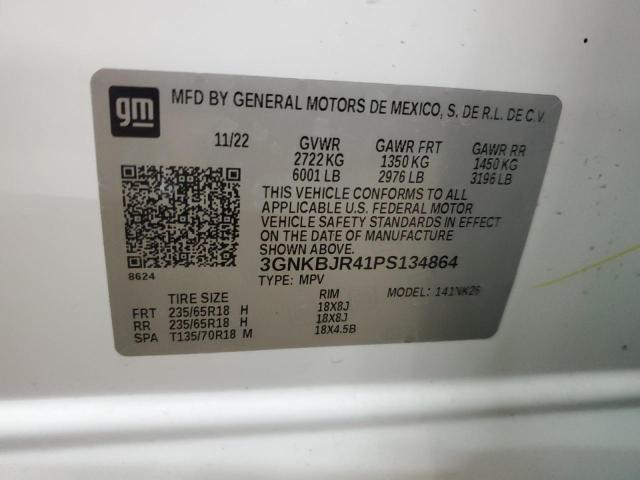 gm MFD BY GENERAL MOTORS DE MEXICO, S. DE R.L. DE C.V.
11/22 GVWR GAWR FRT GAWR RR
2722 KG 1350 KG 1450 KG
6001 LB 2976 LB 3196 LB
THIS VEHICLE CONFORMS TO ALL
APPLICABLE U.S. FEDERAL MOTOR
VEHICLE SAFETY STANDARDS IN EFFECT
ON THE DATE OF MANUFACTURE
SHOWN ABOVE.
3GNKBJR41PS134864
8624
TYPE: MPV MODEL: 141NK26
TIRE SIZE RIM
FRT 235/65R18 H 18X8J
RR 235/65R18 H 18X8J
SPA T135/70R18 M 18X4.5B